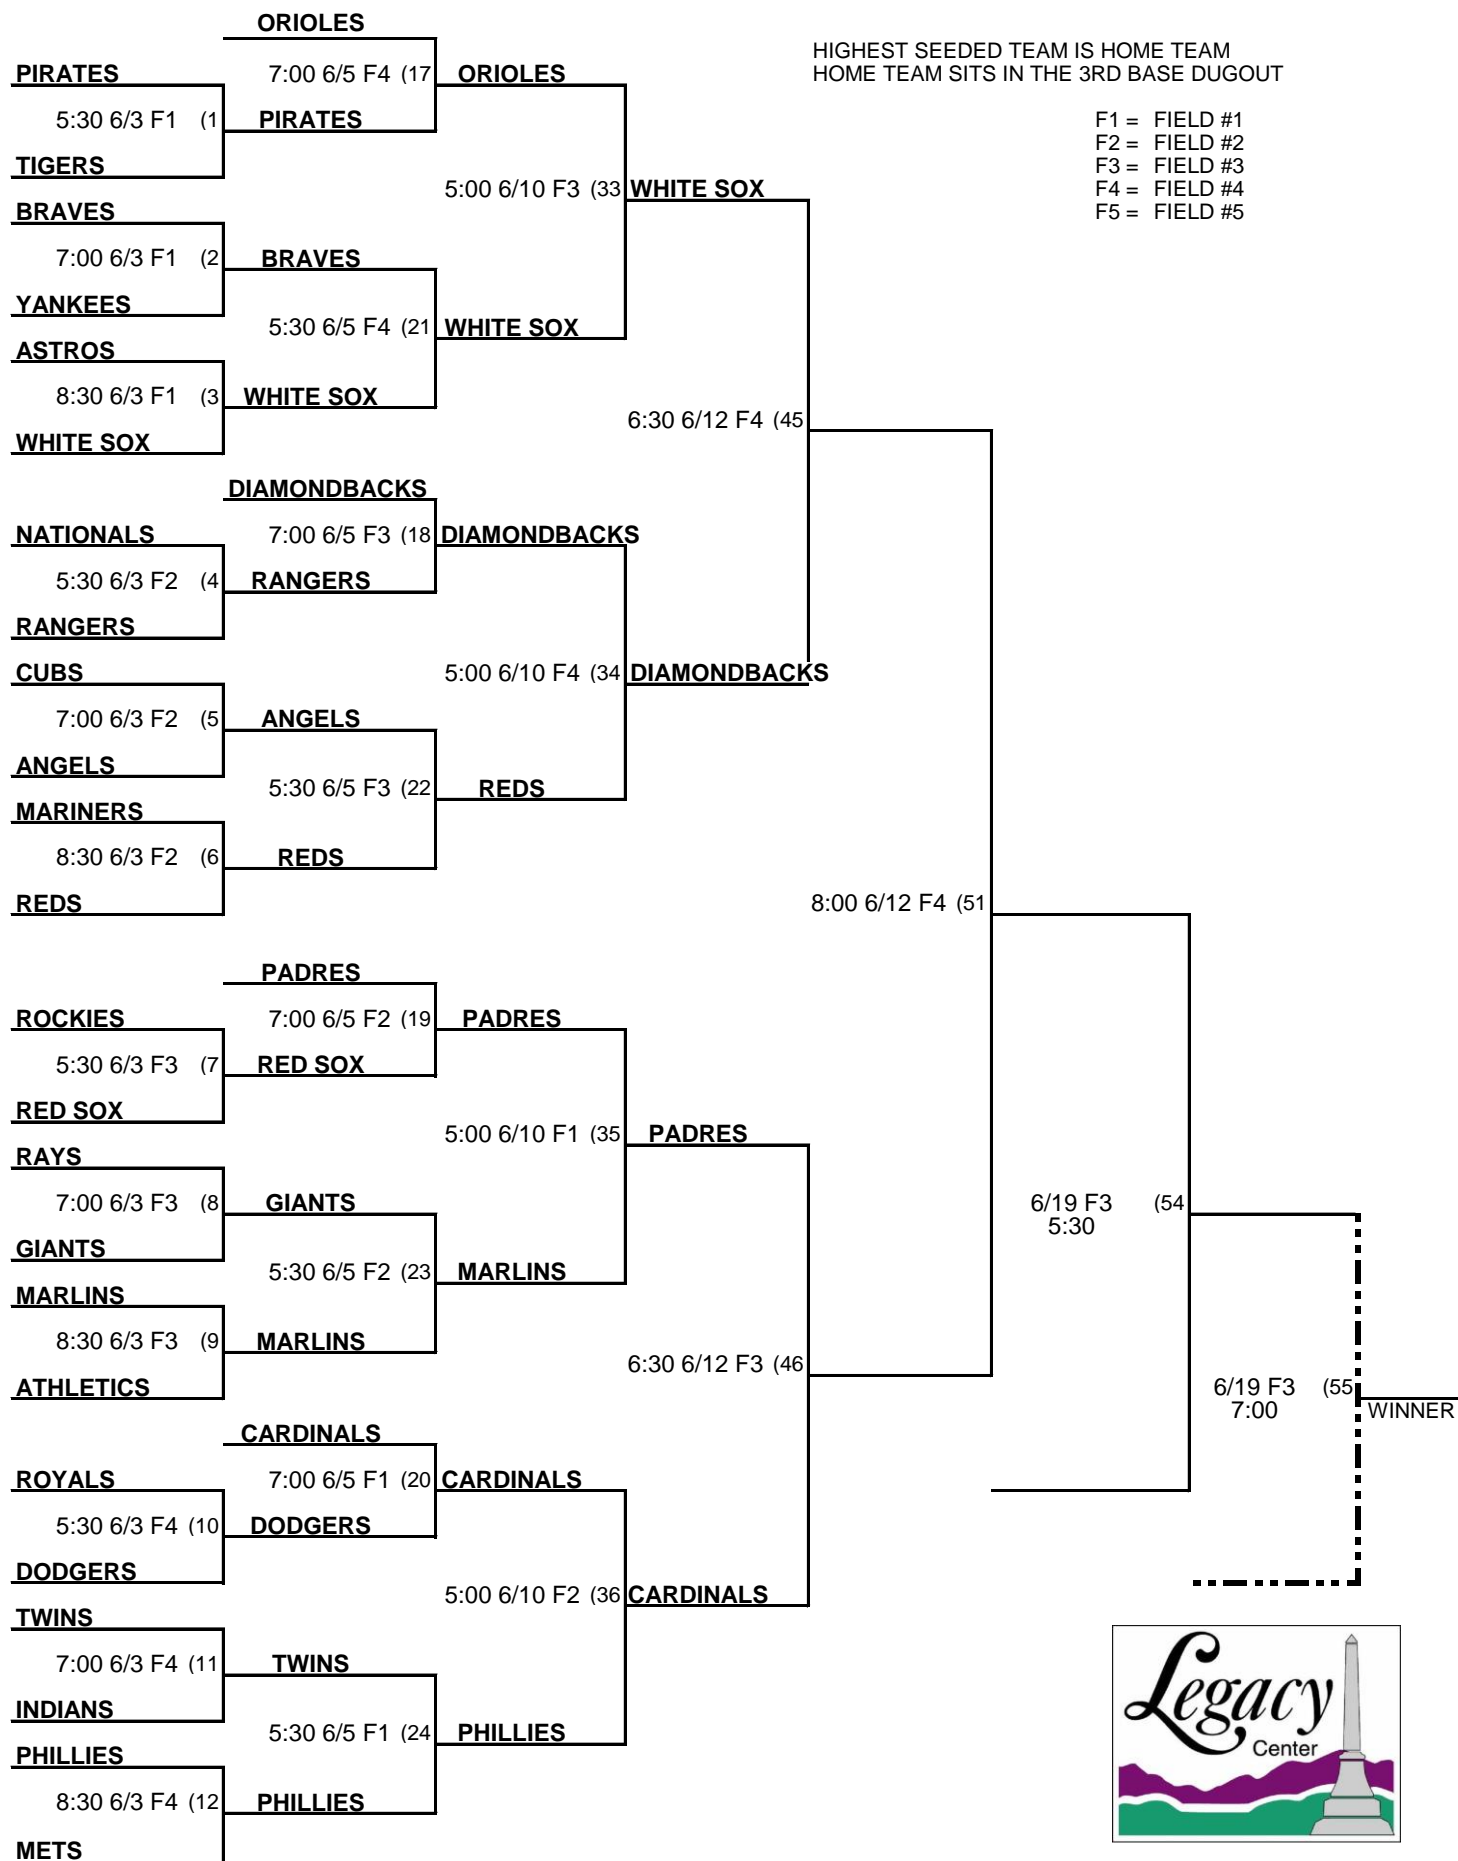 ORIOLES
HIGHEST SEEDED TEAM IS HOME TEAM
HOME TEAM SITS IN THE 3RD BASE DUGOUT
PIRATES
7:00 6/5 F4 (17
ORIOLES
5:30 6/3 F1 (1
PIRATES
F1 = FIELD #1
F2 = FIELD #2
F3 = FIELD #3
F4 = FIELD #4
F5 = FIELD #5
TIGERS
5:00 6/10 F3 (33
WHITE SOX
BRAVES
7:00 6/3 F1 (2
BRAVES
YANKEES
5:30 6/5 F4 (21
WHITE SOX
ASTROS
8:30 6/3 F1 (3
WHITE SOX
WHITE SOX
6:30 6/12 F4 (45
DIAMONDBACKS
NATIONALS
7:00 6/5 F3 (18
DIAMONDBACKS
5:30 6/3 F2 (4
RANGERS
RANGERS
CUBS
5:00 6/10 F4 (34
DIAMONDBACKS
7:00 6/3 F2 (5
ANGELS
ANGELS
5:30 6/5 F3 (22
REDS
MARINERS
8:30 6/3 F2 (6
REDS
REDS
8:00 6/12 F4 (51
PADRES
ROCKIES
7:00 6/5 F2 (19
PADRES
5:30 6/3 F3 (7
RED SOX
RED SOX
5:00 6/10 F1 (35
PADRES
RAYS
7:00 6/3 F3 (8
GIANTS
6/19 F3 (54
5:30
GIANTS
5:30 6/5 F2 (23
MARLINS
MARLINS
8:30 6/3 F3 (9
MARLINS
6:30 6/12 F3 (46
ATHLETICS
6/19 F3 (55
7:00
WINNER
CARDINALS
ROYALS
7:00 6/5 F1 (20
CARDINALS
5:30 6/3 F4 (10
DODGERS
DODGERS
5:00 6/10 F2 (36
CARDINALS
TWINS
7:00 6/3 F4 (11
TWINS
INDIANS
5:30 6/5 F1 (24
PHILLIES
PHILLIES
8:30 6/3 F4 (12
PHILLIES
METS
Legacy
Center